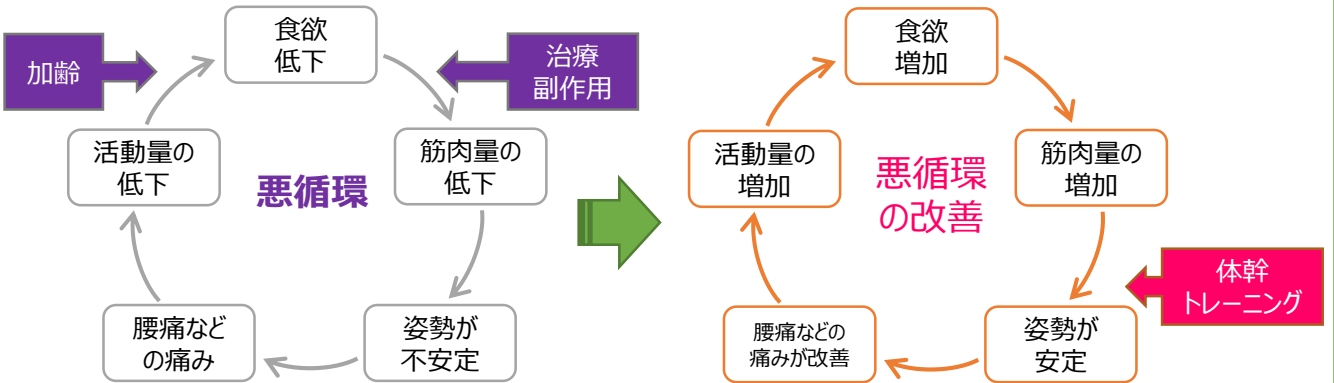 加齢
食欲
低下
治療
副作用
活動量の
低下
悪循環
筋肉量の
低下
腰痛など
の痛み
姿勢が
不安定
食欲
増加
活動量の
増加
悪循環
の改善
筋肉量の
増加
体幹
トレーニング
腰痛などの
痛みが改善
姿勢が
安定